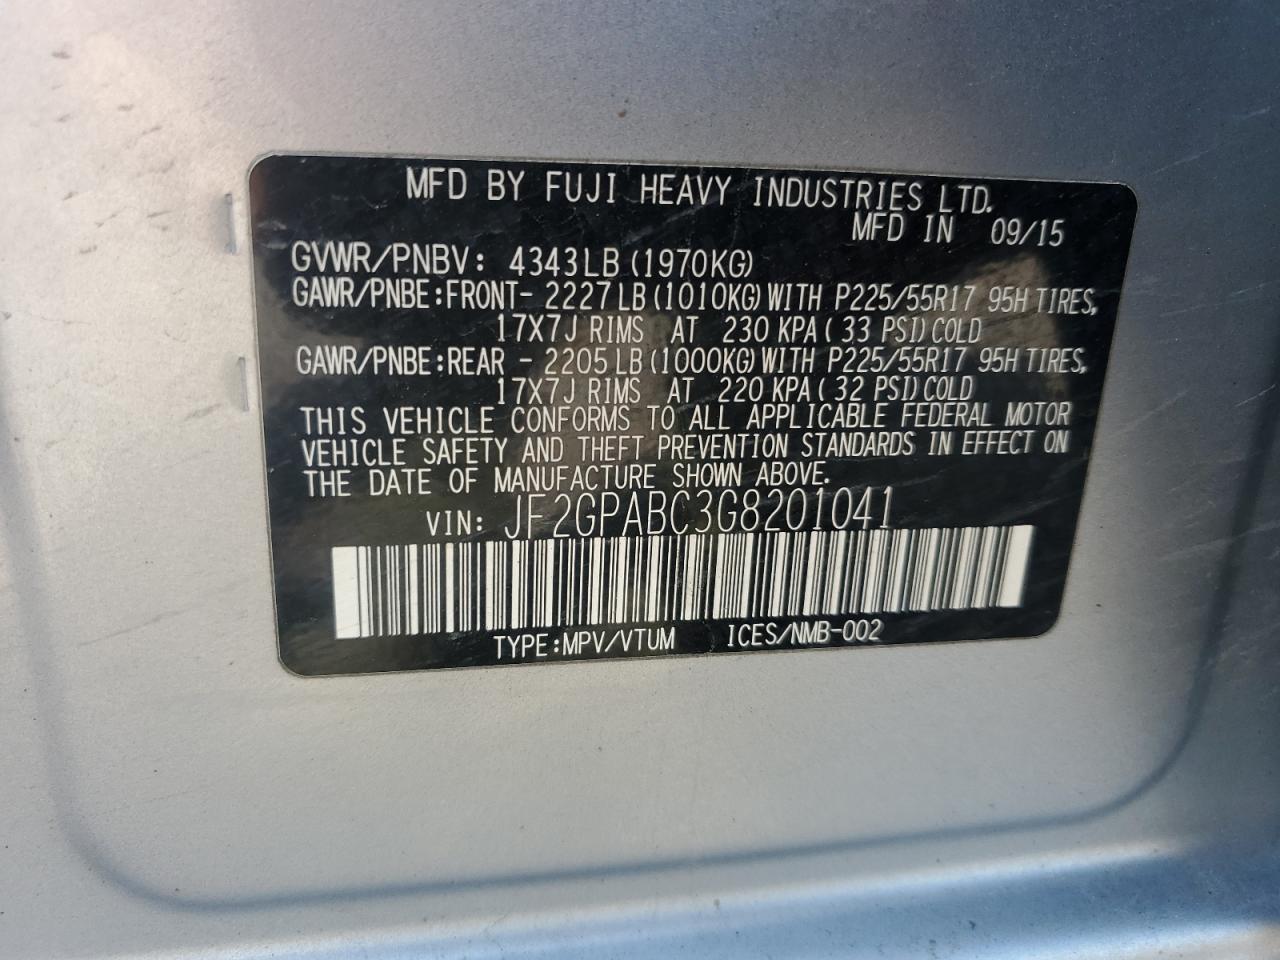 MFD BY FUJI HEAVY INDUSTRIES LTD.
MFD IN 09/15
GVWR/PNBV: 4343LB (1970KG)
GAWR/PNBE:FRONT- 2227LB (1010KG) WITH P225/55R17 95H TIRES,
17X7J RIMS AT 230 KPA ( 33 PSI) COLD
GAWR/PNBE:REAR - 2205LB (1000KG) WITH P225/55R17 95H TIRES,
17X7J RIMS AT 220 KPA ( 32 PSI) COLD
THIS VEHICLE CONFORMS TO ALL APPLICABLE FEDERAL MOTOR
VEHICLE SAFETY AND THEFT PREVENTION STANDARDS IN EFFECT ON
THE DATE OF MANUFACTURE SHOWN ABOVE.
VIN: JF2GPABC3G8201041
TYPE:MPV/VTUM ICES/NMB-002